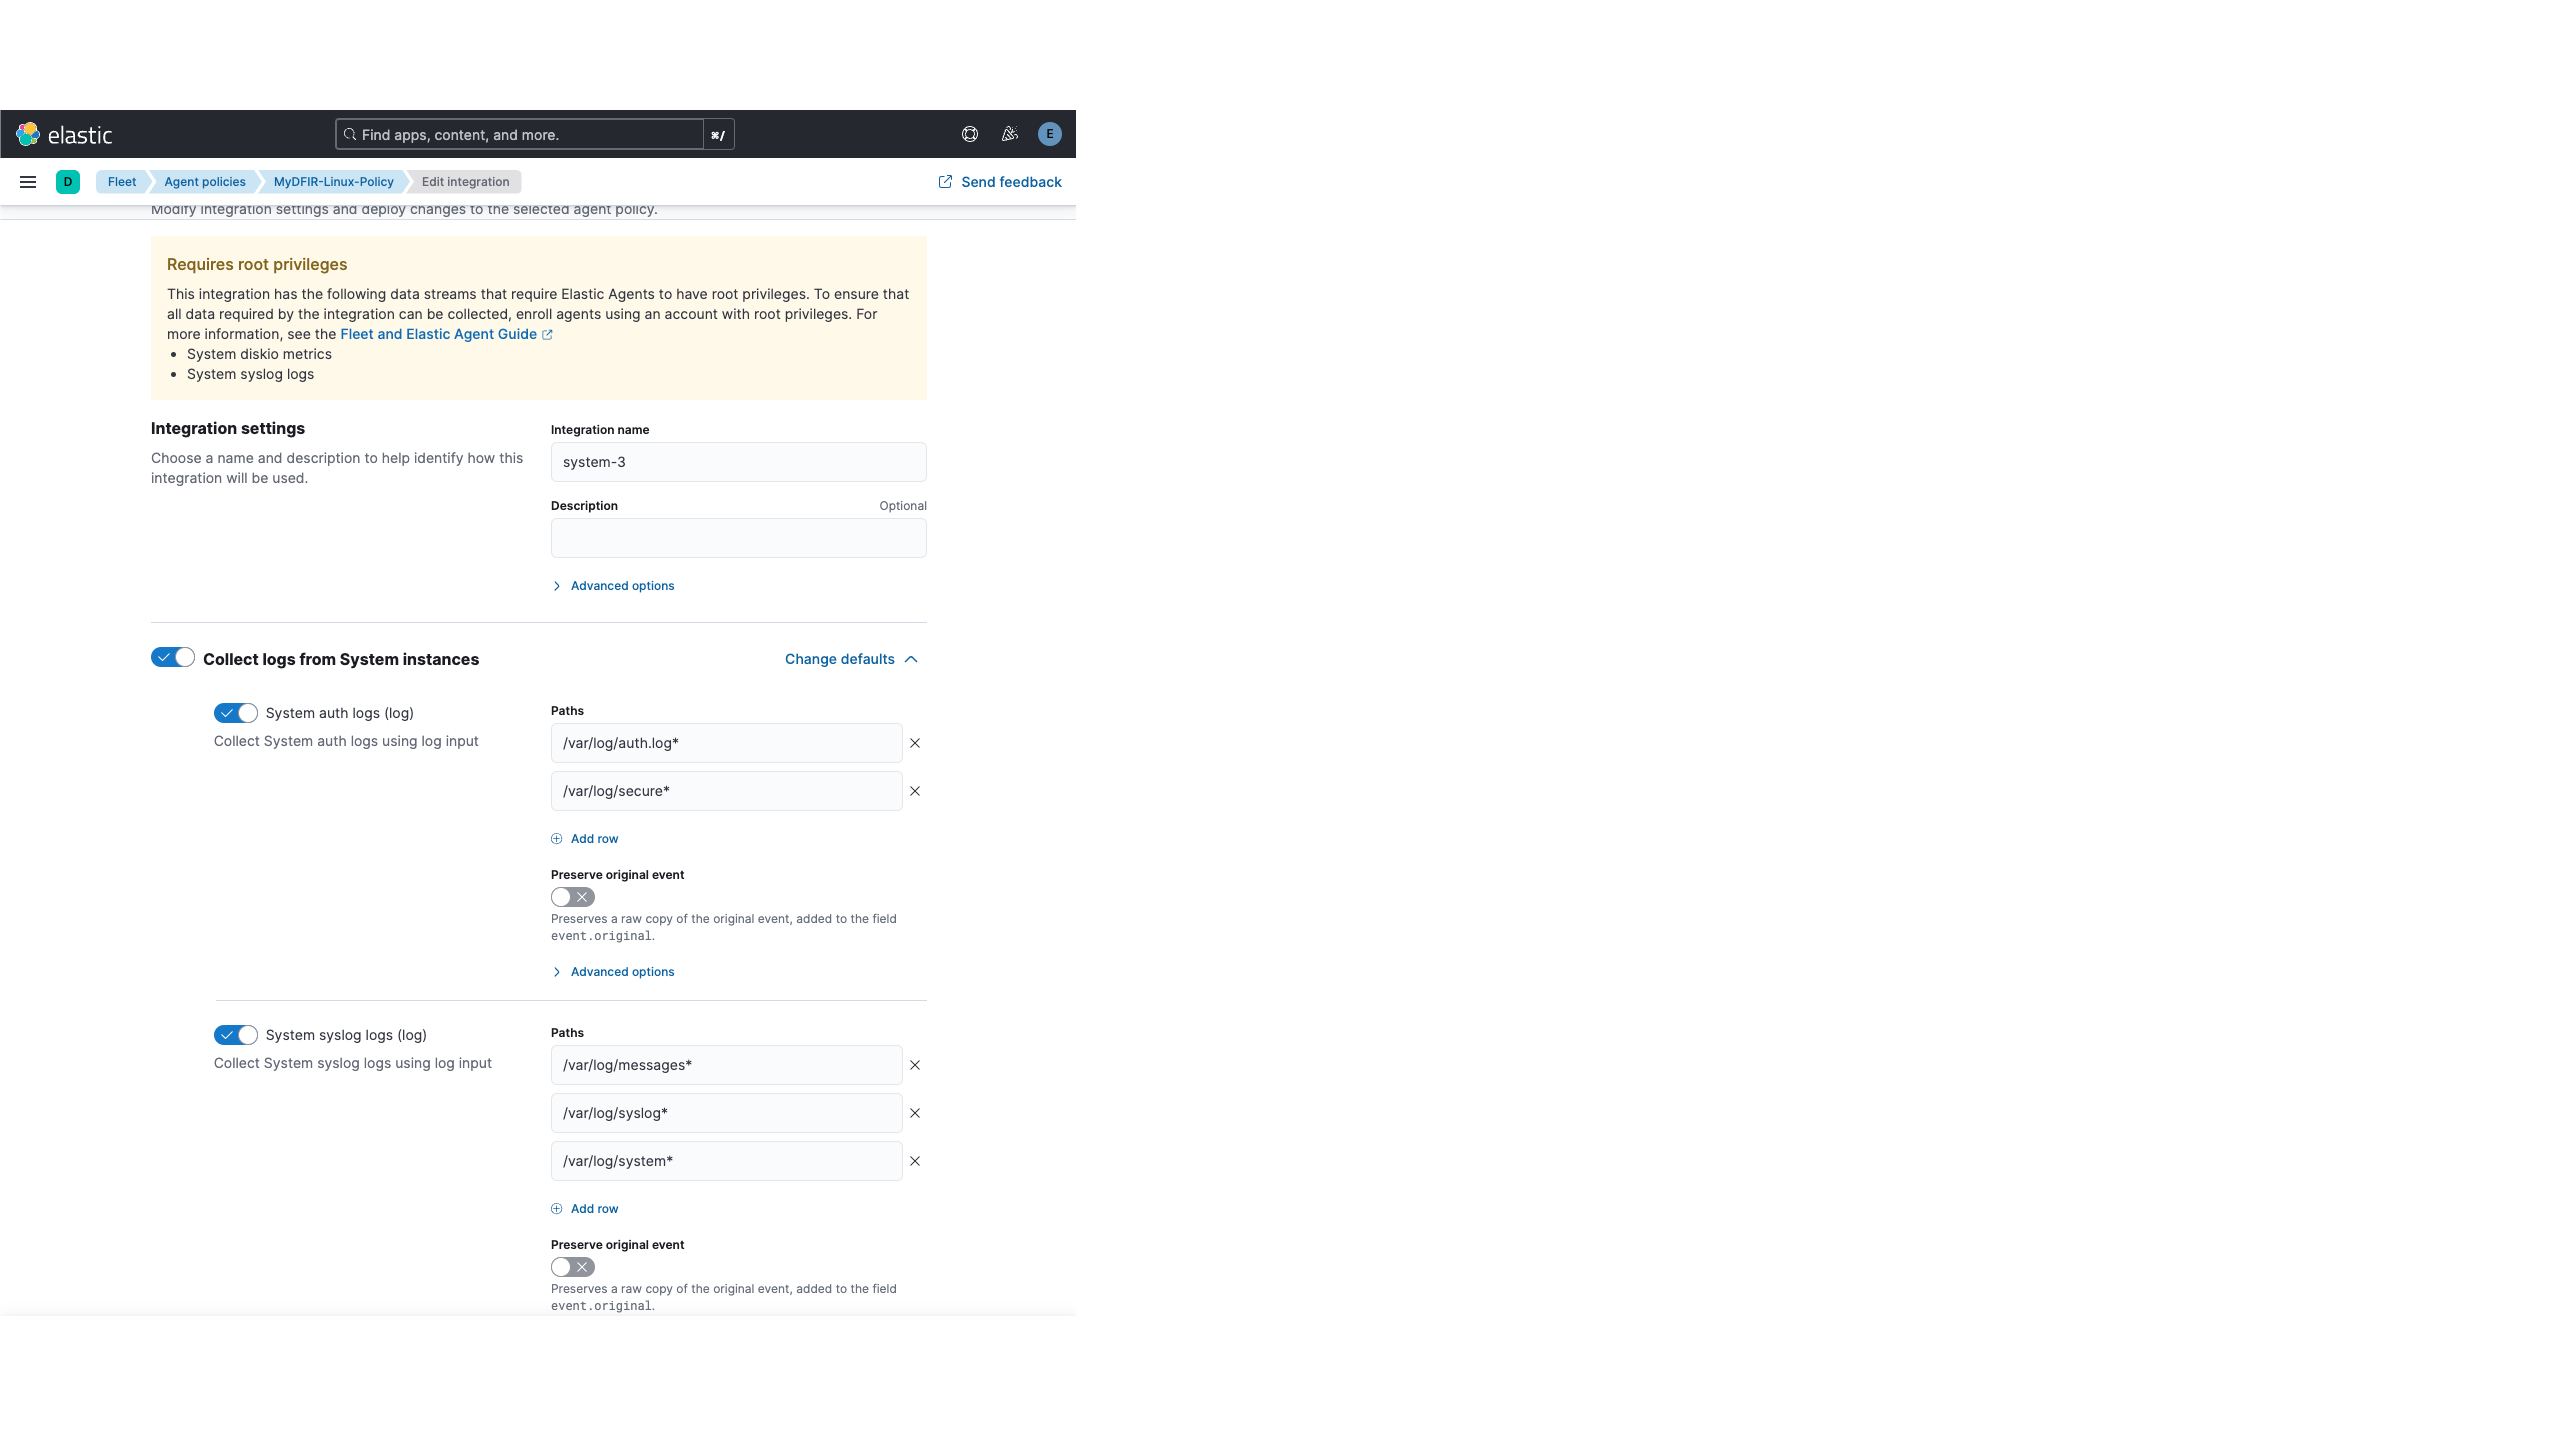 elastic
Find apps, content, and more.
⌘/
E
D
Fleet
Agent policies
MyDFIR-Linux-Policy
Edit integration
Send feedback
Modify integration settings and deploy changes to the selected agent policy.
Requires root privileges
This integration has the following data streams that require Elastic Agents to have root privileges. To ensure that
all data required by the integration can be collected, enroll agents using an account with root privileges. For
more information, see the Fleet and Elastic Agent Guide
• System diskio metrics
• System syslog logs
Integration settings
Choose a name and description to help identify how this
integration will be used.
Integration name
system-3
Description
Optional
Advanced options
Collect logs from System instances
Change defaults
System auth logs (log)
Collect System auth logs using log input
Paths
/var/log/auth.log*
/var/log/secure*
Add row
Preserve original event
Preserves a raw copy of the original event, added to the field
event.original.
Advanced options
System syslog logs (log)
Collect System syslog logs using log input
Paths
/var/log/messages*
/var/log/syslog*
/var/log/system*
Add row
Preserve original event
Preserves a raw copy of the original event, added to the field
event.original.